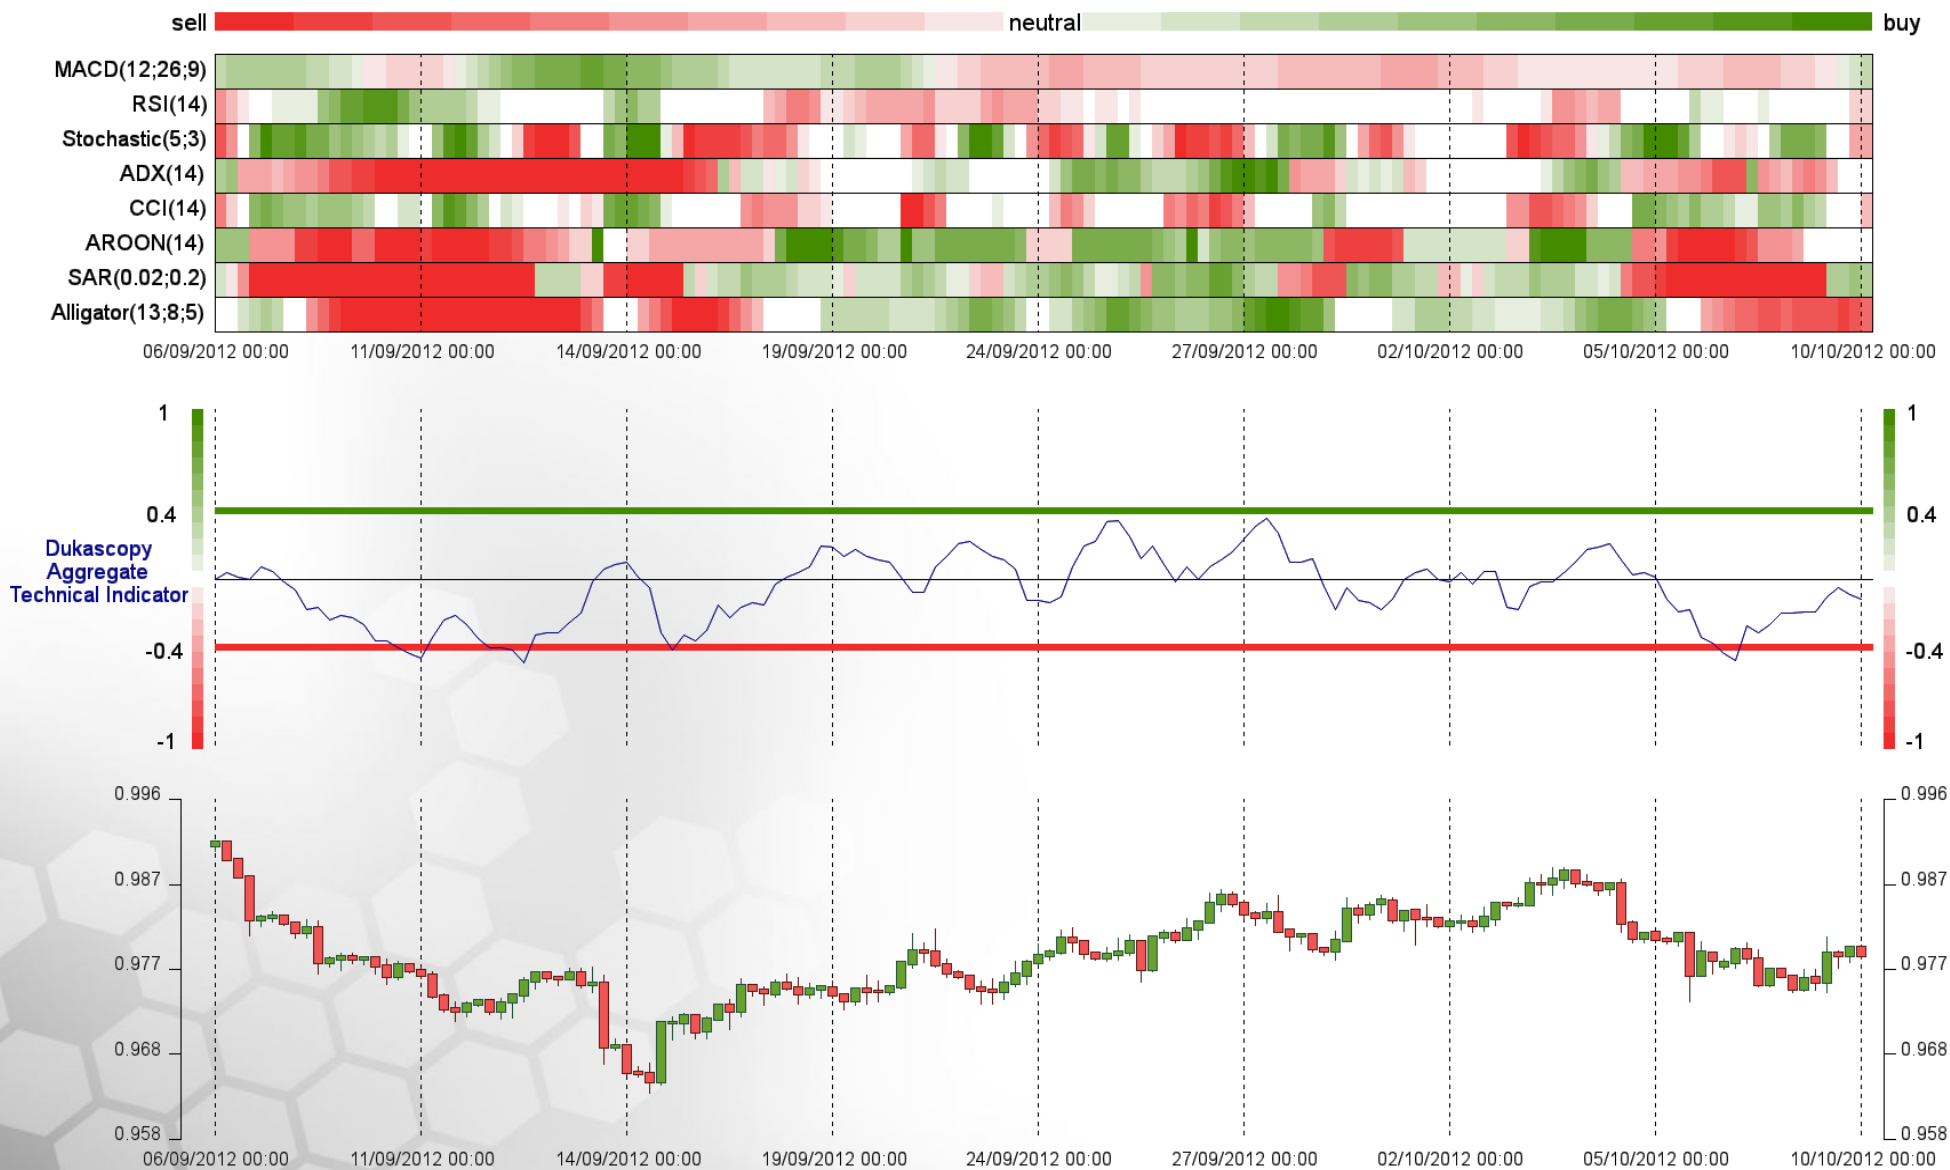 sell neutral buy
MACD(12;26;9)
RSI(14)
Stochastic(5;3)
ADX(14)
CCI(14)
AROON(14)
SAR(0.02;0.2)
Alligator(13;8;5)
06/09/2012 00:00 11/09/2012 00:00 14/09/2012 00:00 19/09/2012 00:00 24/09/2012 00:00 27/09/2012 00:00 02/10/2012 00:00 05/10/2012 00:00 10/10/2012 00:00
1 1
0.4 0.4
Dukascopy
Aggregate
Technical Indicator
-0.4 -0.4
-1 -1
0.996 0.996
0.987 0.987
0.977 0.977
0.968 0.968
0.958 0.958
06/09/2012 00:00 11/09/2012 00:00 14/09/2012 00:00 19/09/2012 00:00 24/09/2012 00:00 27/09/2012 00:00 02/10/2012 00:00 05/10/2012 00:00 10/10/2012 00:00